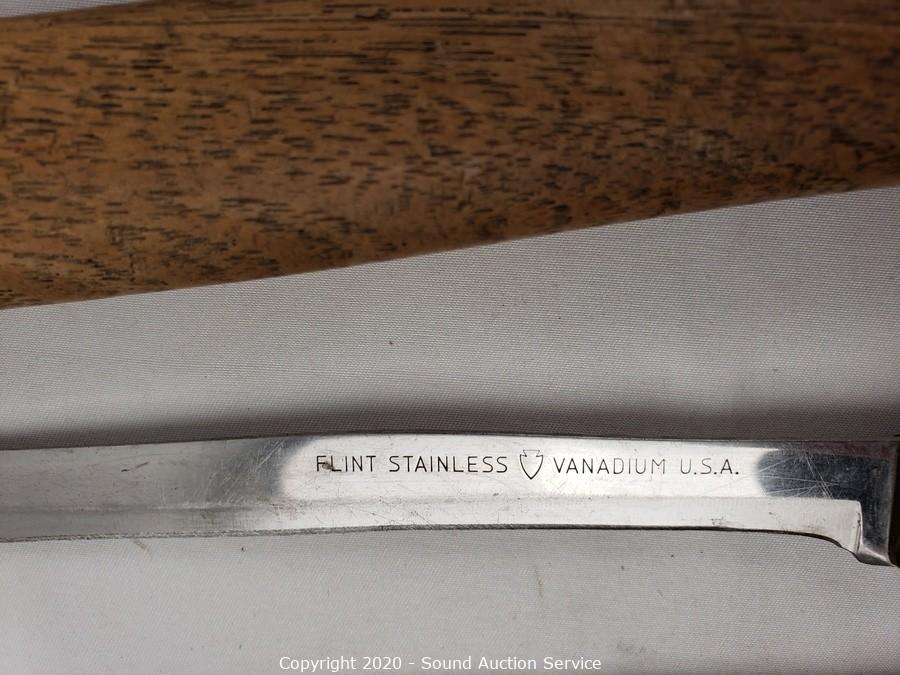 FLINT STAINLESS VANADIUM U.S.A.
Copyright 2020 - Sound Auction Service